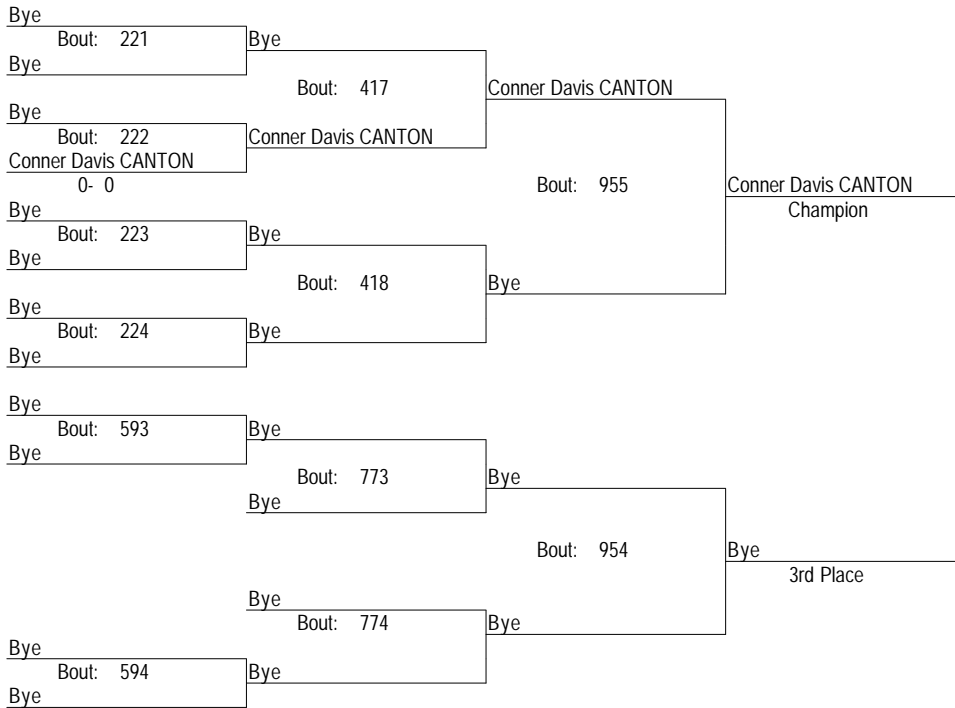 Bye
Bout: 221
Bye
Bye
Bout: 417
Conner Davis CANTON
Bye
Bout: 222
Conner Davis CANTON
Conner Davis CANTON
0- 0
Bout: 955
Conner Davis CANTON
Champion
Bye
Bout: 223
Bye
Bye
Bout: 418
Bye
Bye
Bout: 224
Bye
Bye
Bye
Bout: 593
Bye
Bye
Bout: 773
Bye
Bye
Bout: 954
Bye
3rd Place
Bye
Bout: 774
Bye
Bye
Bout: 594
Bye
Bye